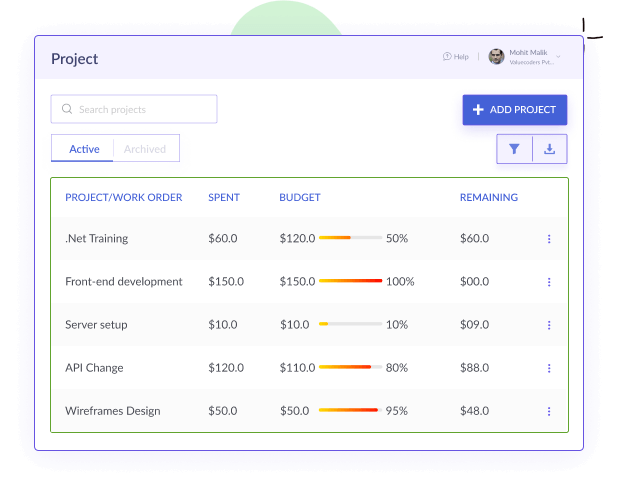 Project
Help
Mohit Malik
Valuecoders Pvt...
Search projects
ADD PROJECT
Active Archived
PROJECT/WORK ORDER SPENT BUDGET REMAINING
.Net Training $60.0 $120.0 50% $60.0
Front-end development $150.0 $150.0 100% $00.0
Server setup $10.0 $10.0 10% $09.0
API Change $120.0 $110.0 80% $88.0
Wireframes Design $50.0 $50.0 95% $48.0